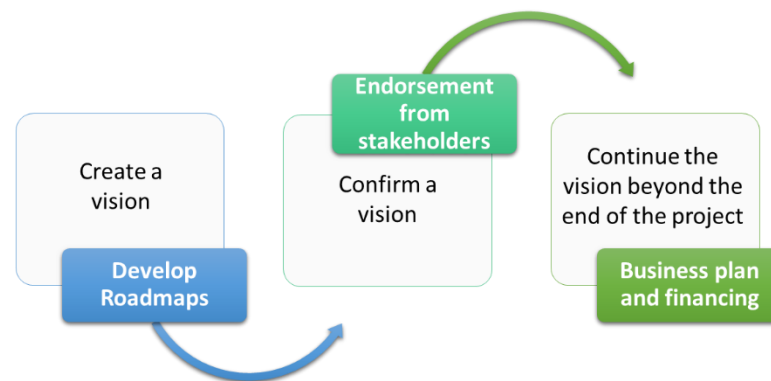 Create a
vision
Develop
Roadmaps
Endorsement
from
stakeholders
Confirm a
vision
Continue the
vision beyond the
end of the project
Business plan
and financing